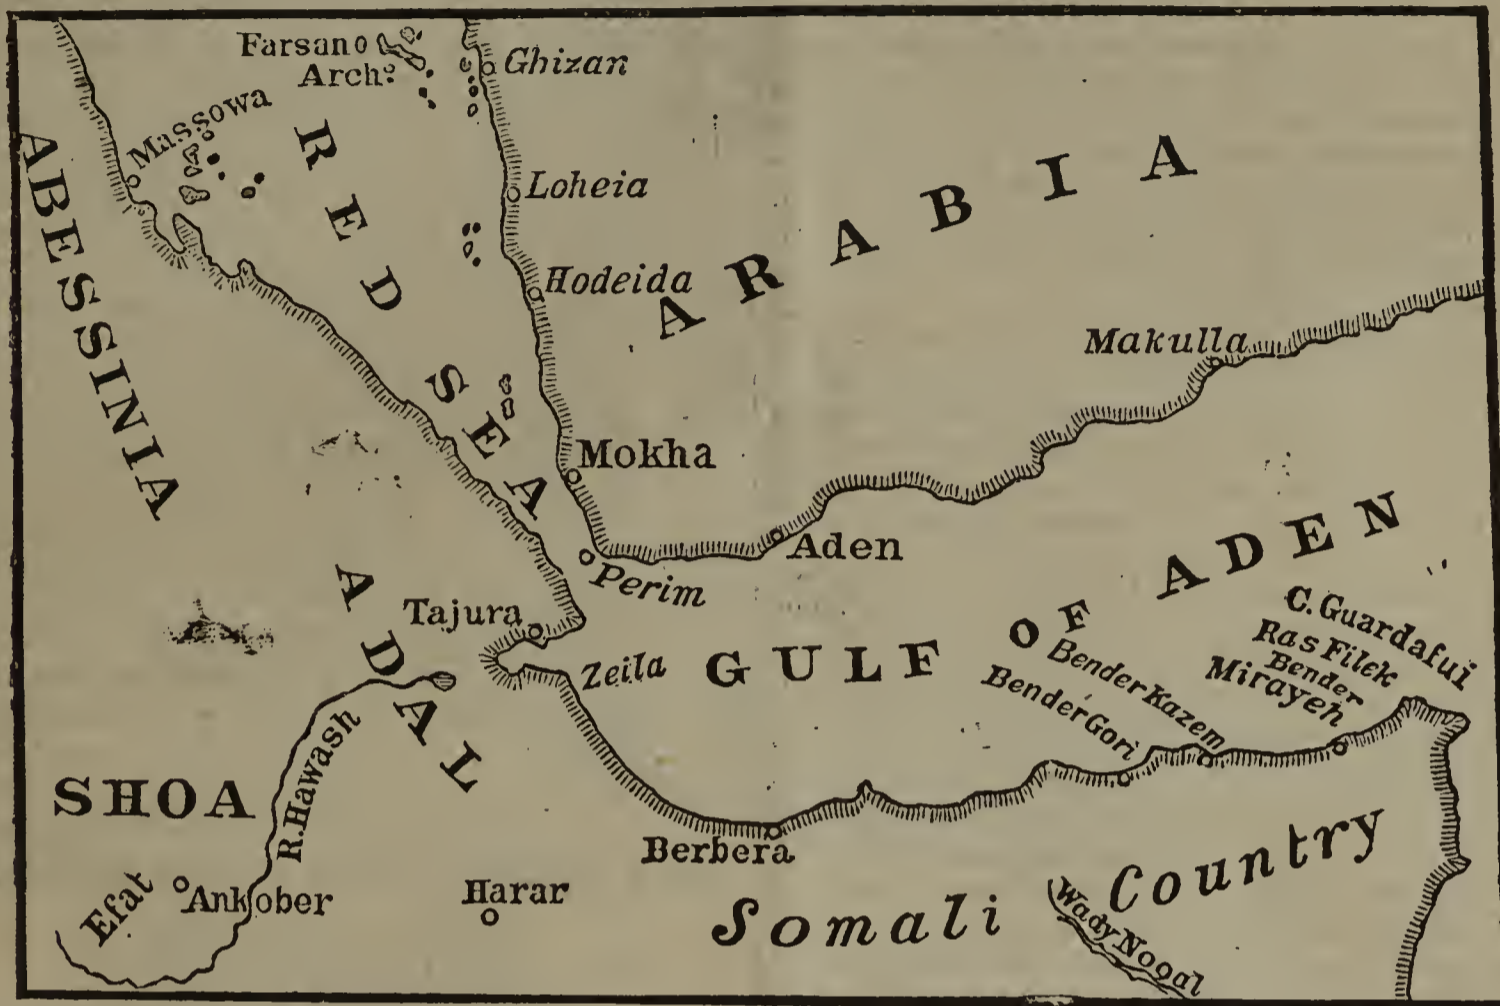 Farsano
Arch?
Ghizan
Massowa
RED SEA
ABESSINIA
Loheia
ARABIA
Hodeida
Makulla
Mokha
Aden
Perim
GULF OF ADEN
ADAL
Tajura
Zeila
C. Guardafui
Ras Filek
Bender
Mirayeh
Bender Kazem
Bender Gori
SHOA
R. Hawash
Berbera
Efat
Ankober
Harar
Somali Country
Wady Nogal